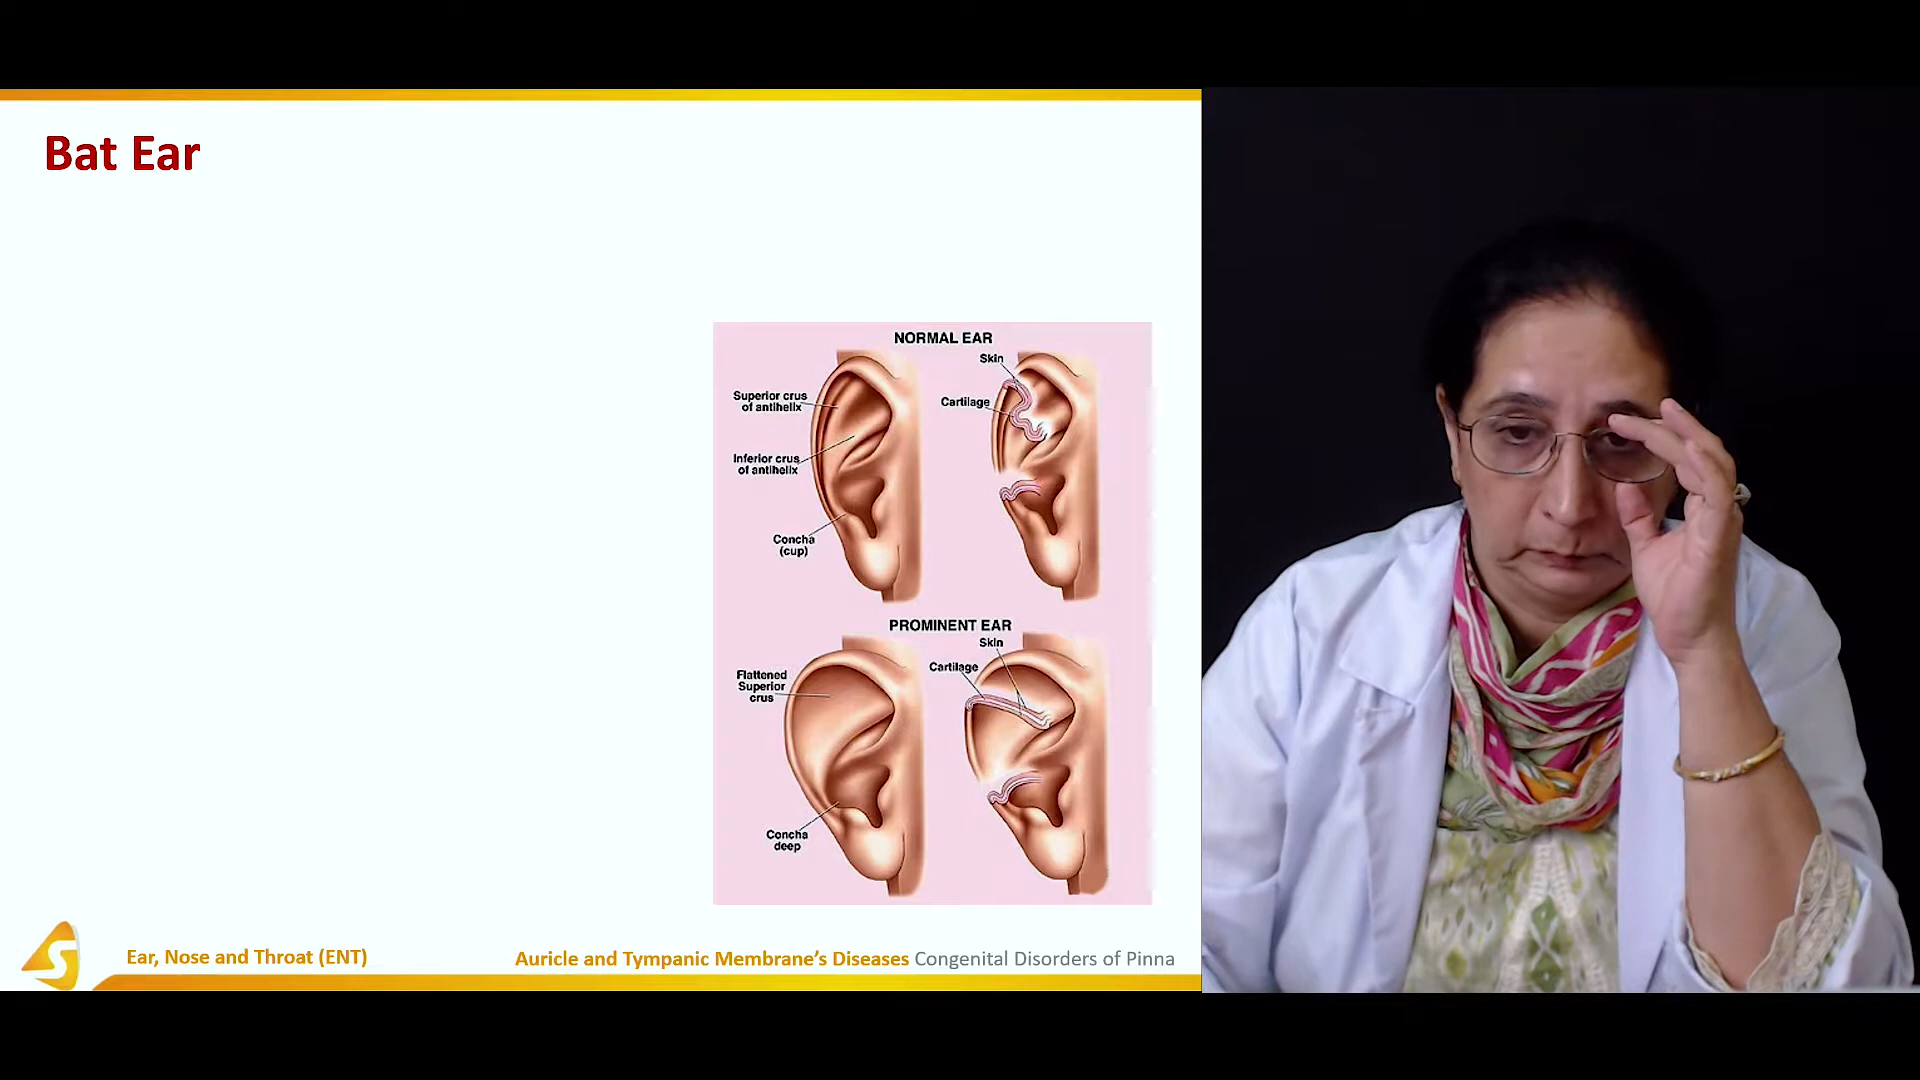 Bat Ear
NORMAL EAR
Skin
Superior crus
of antihelix
Cartilage
Inferior crus
of antihelix
Concha
(cup)
PROMINENT EAR
Skin
Cartilage
Flattened
Superior
crus
Concha
deep
S
Ear, Nose and Throat (ENT)
Auricle and Tympanic Membrane's Diseases Congenital Disorders of Pinna